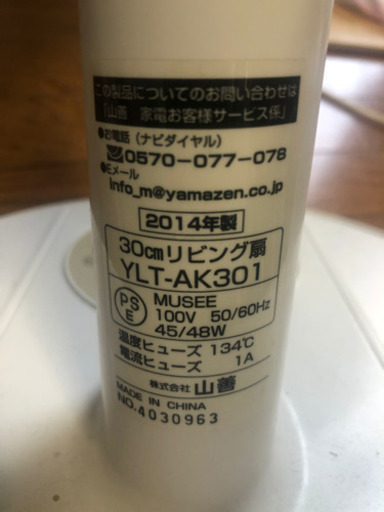 この製品についてのお問い合わせは
「山善 家電お客様サービス係」
●お電話(ナビダイヤル)
0570-077-078
●Eメール
info_m@yamazen.co.jp
2014年製
30cmリビング扇
YLT-AK301
PSE
MUSEE
100V 50/60Hz
45/48W
温度ヒューズ 134℃
電流ヒューズ 1A
株式会社 山善
MADE IN CHINA
NO.4030963